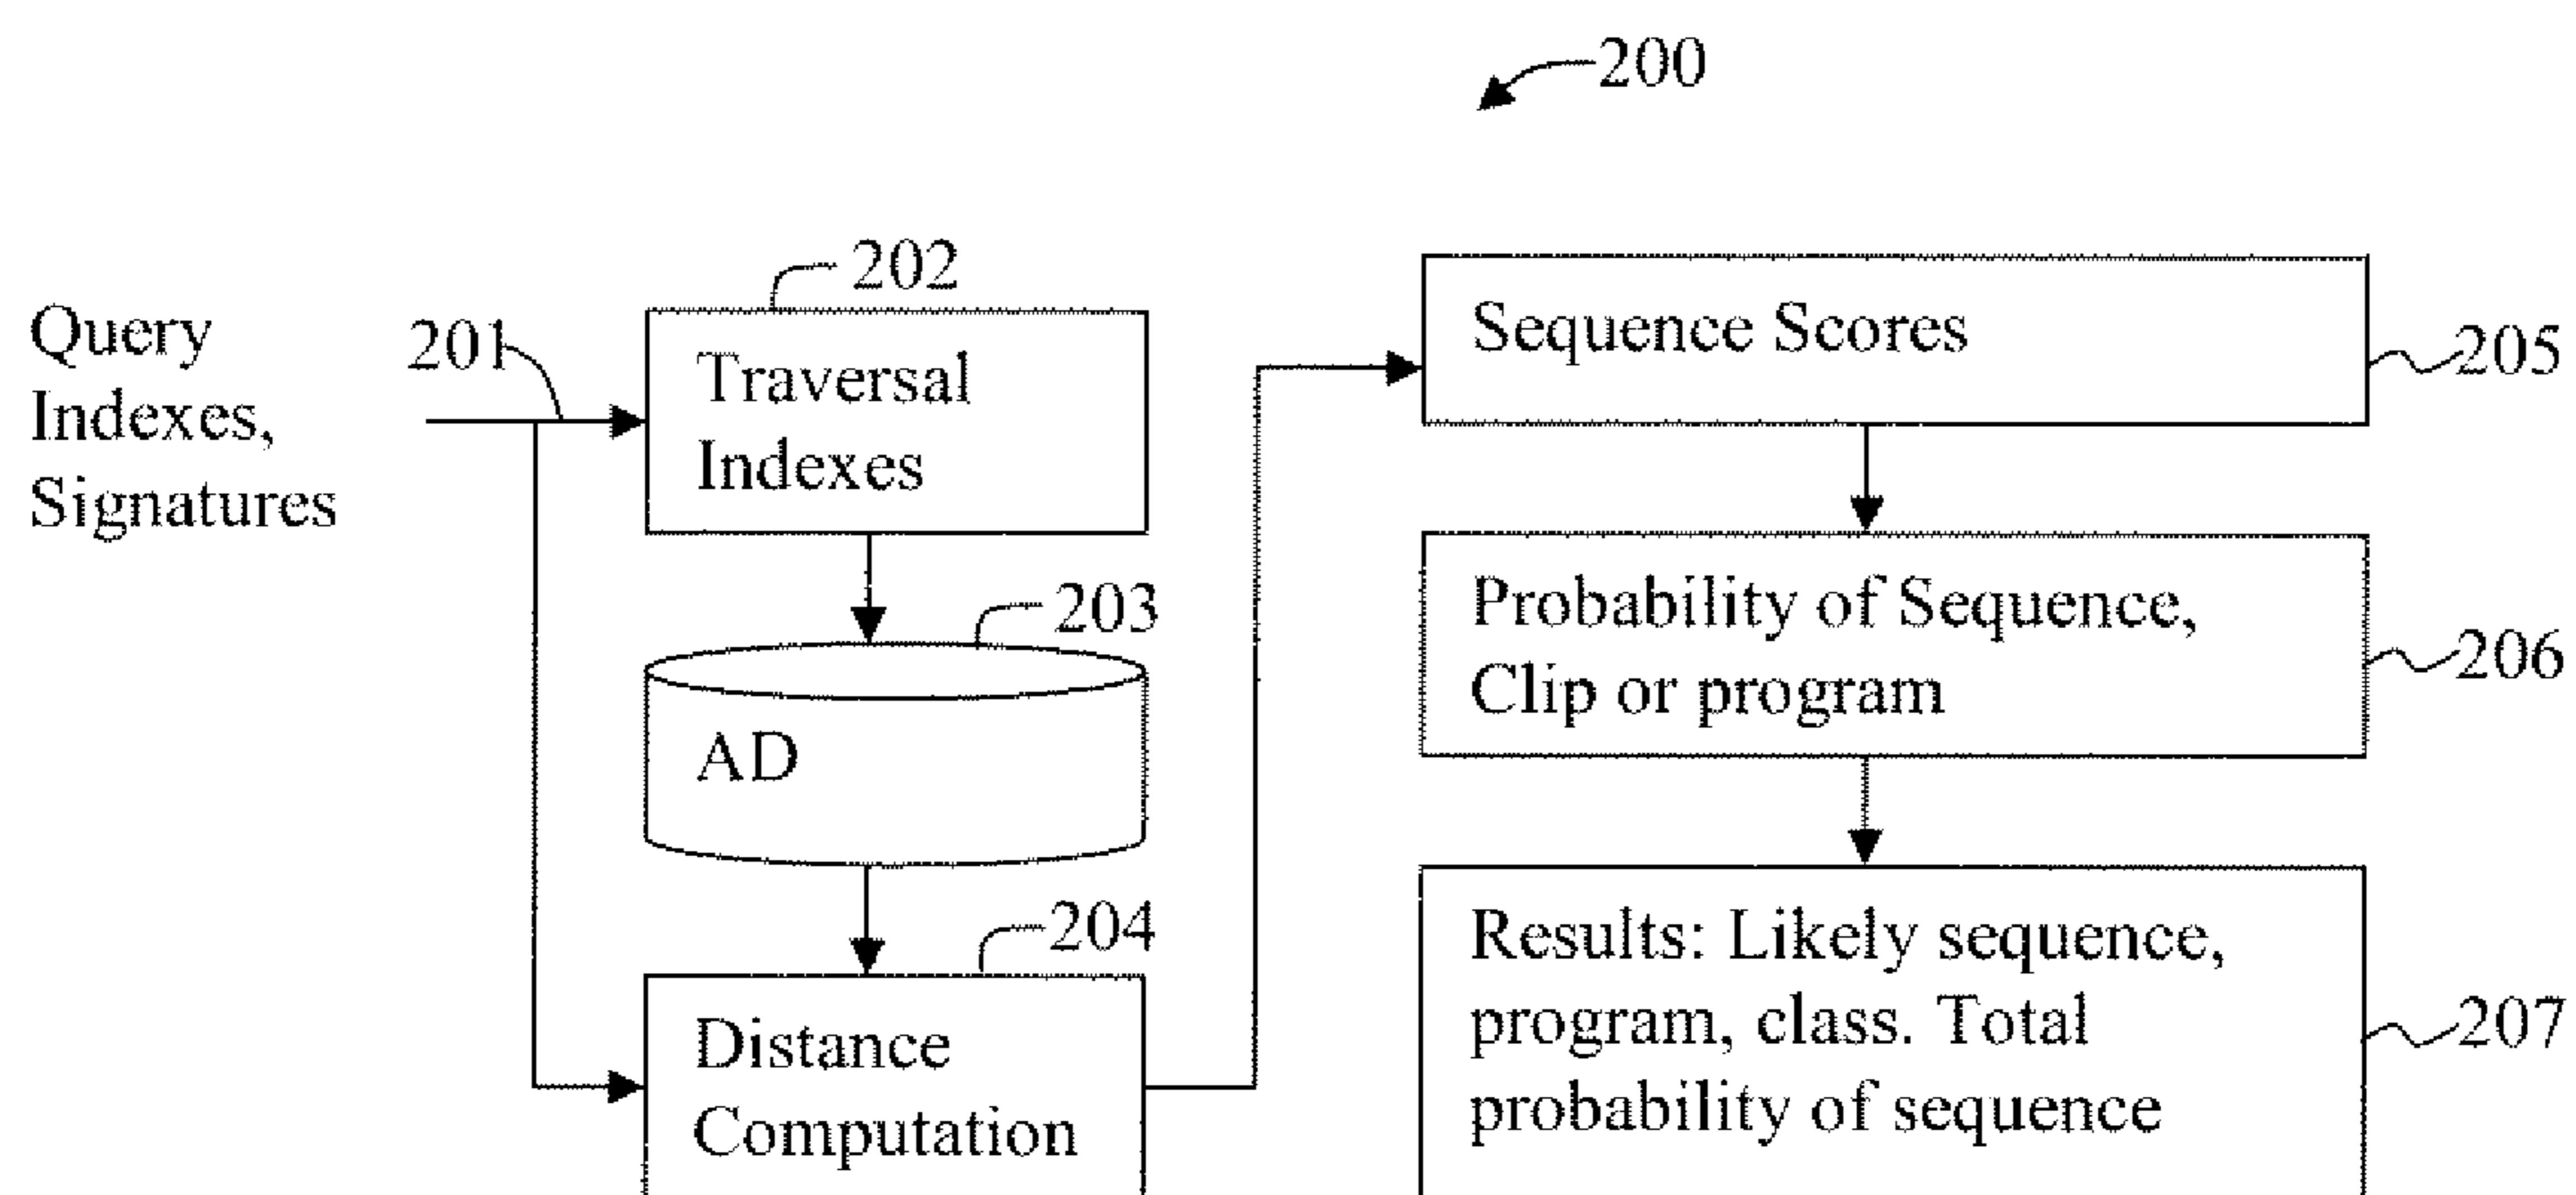 200
Query
Indexes,
Signatures
201
202
Traversal
Indexes
203
AD
204
Distance
Computation
Sequence Scores
205
Probability of Sequence,
Clip or program
206
Results: Likely sequence,
program, class. Total
probability of sequence
207